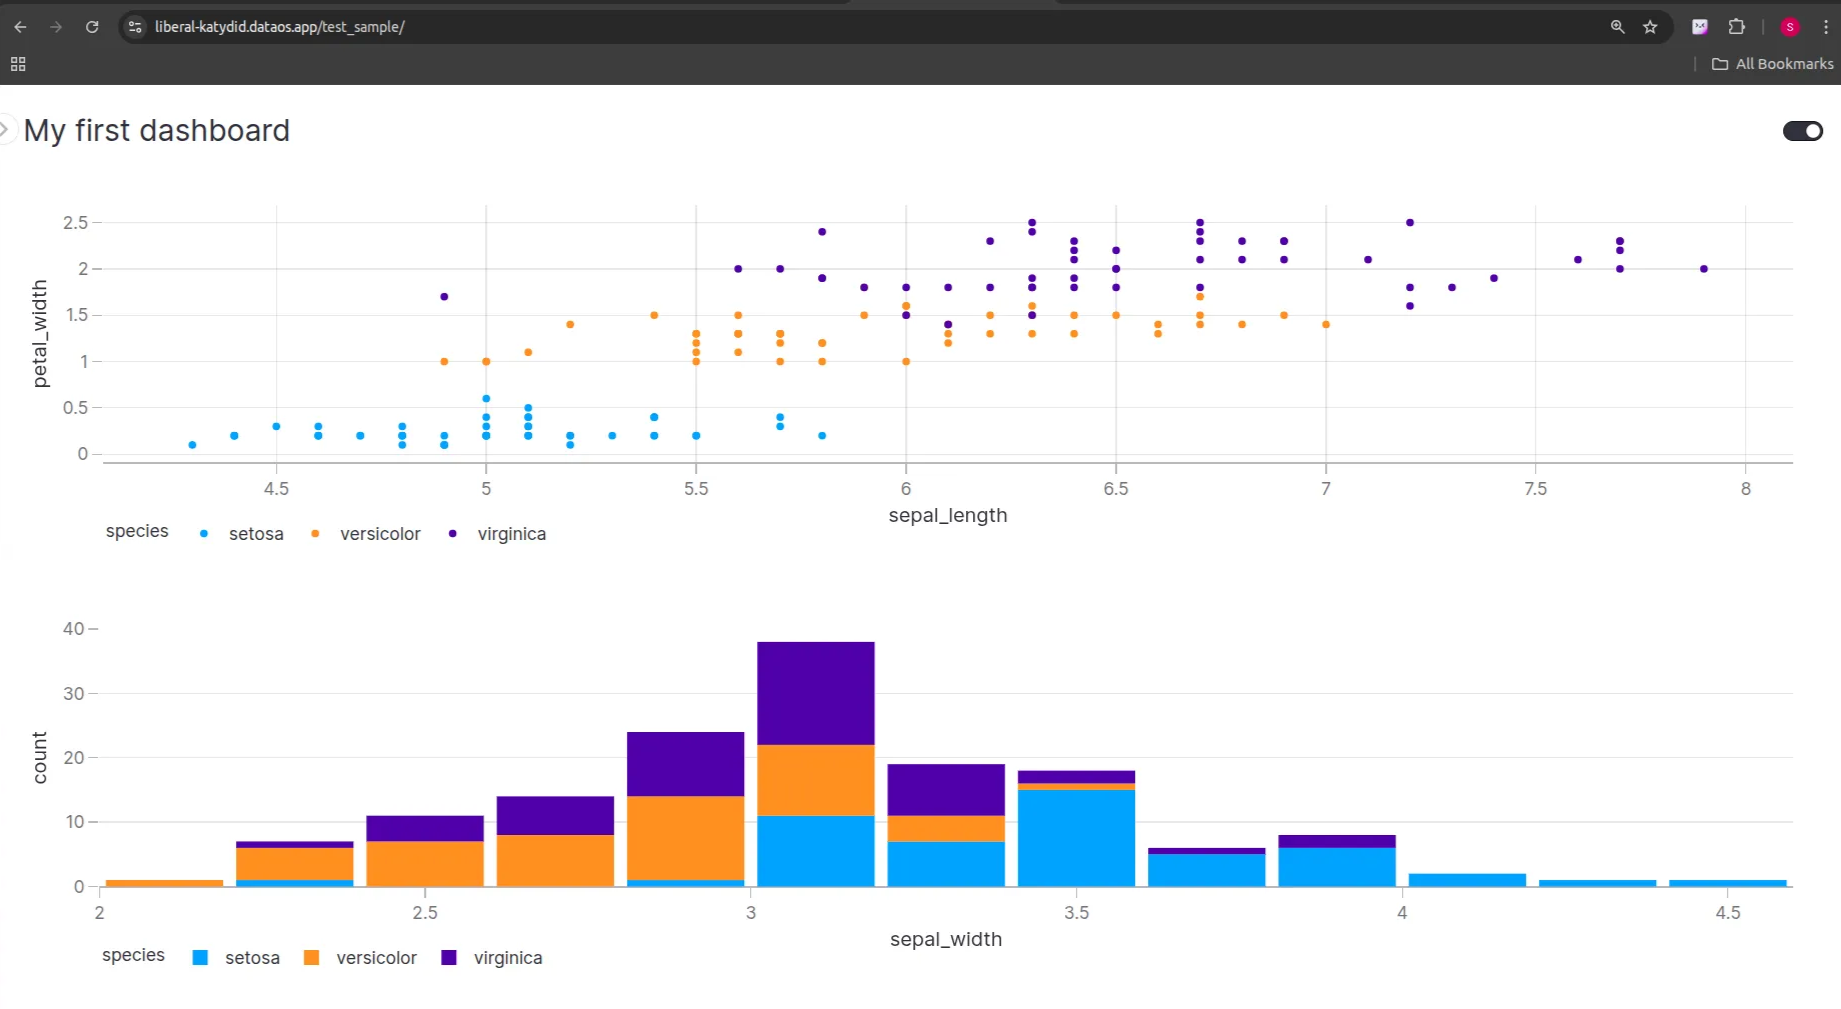 liberal-katydid.dataos.app/test_sample/
S
All Bookmarks
My first dashboard
2.5
2
1.5
1
0.5
0
petal_width
4.5 5 5.5 6 6.5 7 7.5 8
sepal_length
species setosa versicolor virginica
40
30
20
10
0
count
2 2.5 3 3.5 4 4.5
sepal_width
species setosa versicolor virginica